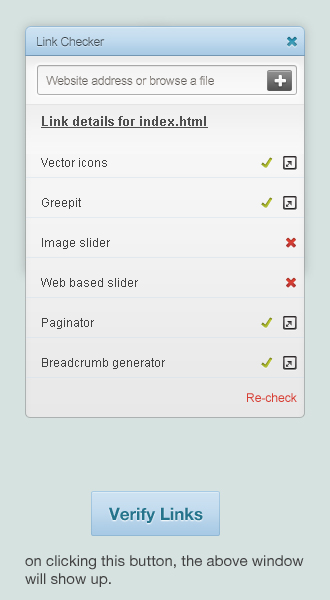 Link Checker
Website address or browse a file
Link details for index.html
Vector icons
Greepit
Image slider
Web based slider
Paginator
Breadcrumb generator
Re-check
Verify Links
on clicking this button, the above window
will show up.